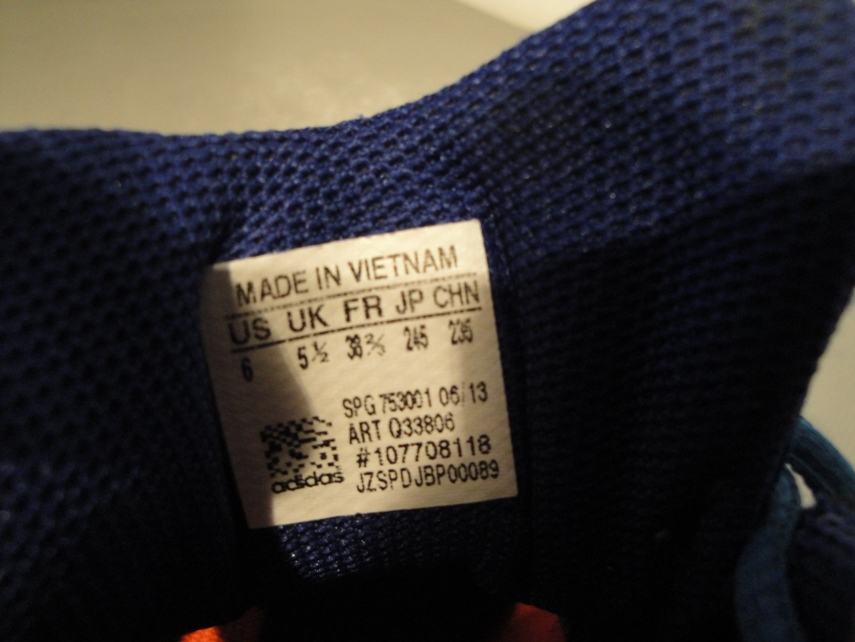 MADE IN VIETNAM
US UK FR JP CHN
6 5½ 38⅔ 245 235
SPG 753001 06/13
ART Q33806
#107708118
JZSPDJBP00089
adidas